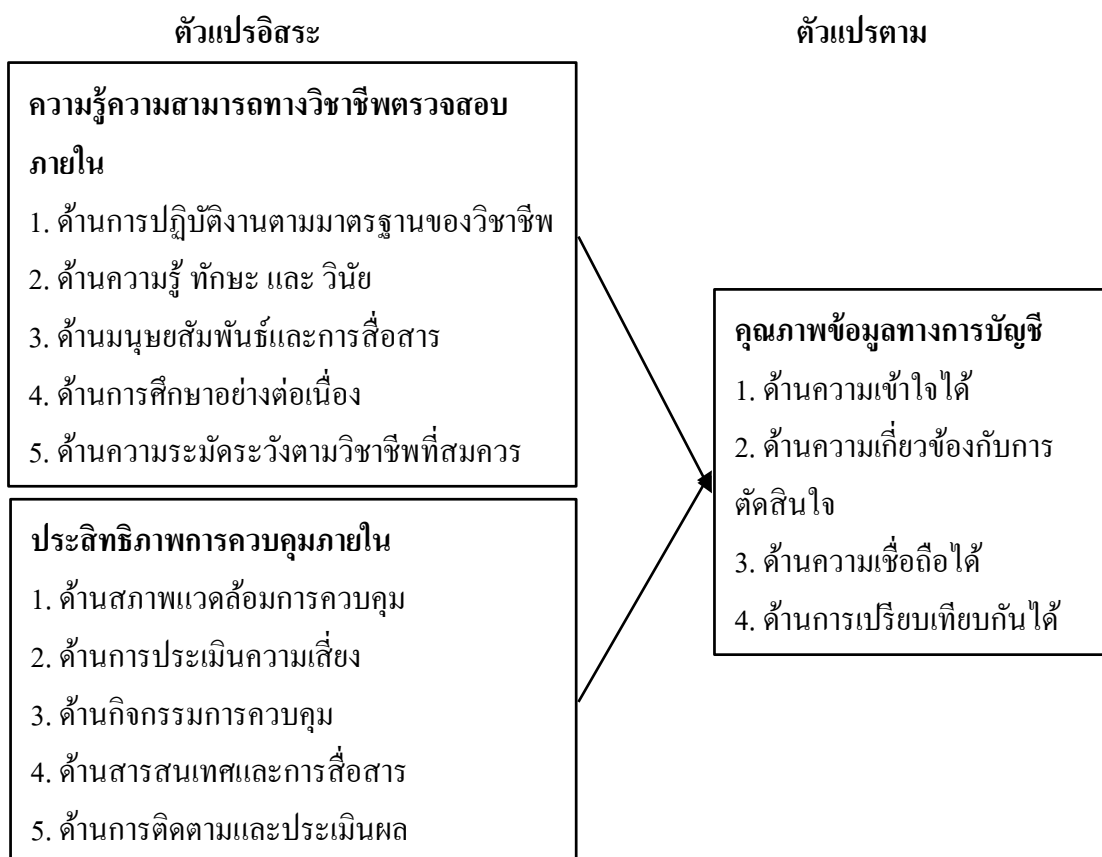 ตัวแปรอิสระ
ตัวแปรตาม
ความรู้ความสามารถทางวิชาชีพตรวจสอบ
ภายใน
1. ด้านการปฏิบัติงานตามมาตรฐานของวิชาชีพ
2. ด้านความรู้ ทักษะ และ วินัย
3. ด้านมนุษยสัมพันธ์และการสื่อสาร
4. ด้านการศึกษาอย่างต่อเนื่อง
5. ด้านความระมัดระวังตามวิชาชีพที่สมควร
ประสิทธิภาพการควบคุมภายใน
1. ด้านสภาพแวดล้อมการควบคุม
2. ด้านการประเมินความเสี่ยง
3. ด้านกิจกรรมการควบคุม
4. ด้านสารสนเทศและการสื่อสาร
5. ด้านการติดตามและประเมินผล
คุณภาพข้อมูลทางการบัญชี
1. ด้านความเข้าใจได้
2. ด้านความเกี่ยวข้องกับการ
ตัดสินใจ
3. ด้านความเชื่อถือได้
4. ด้านการเปรียบเทียบกันได้